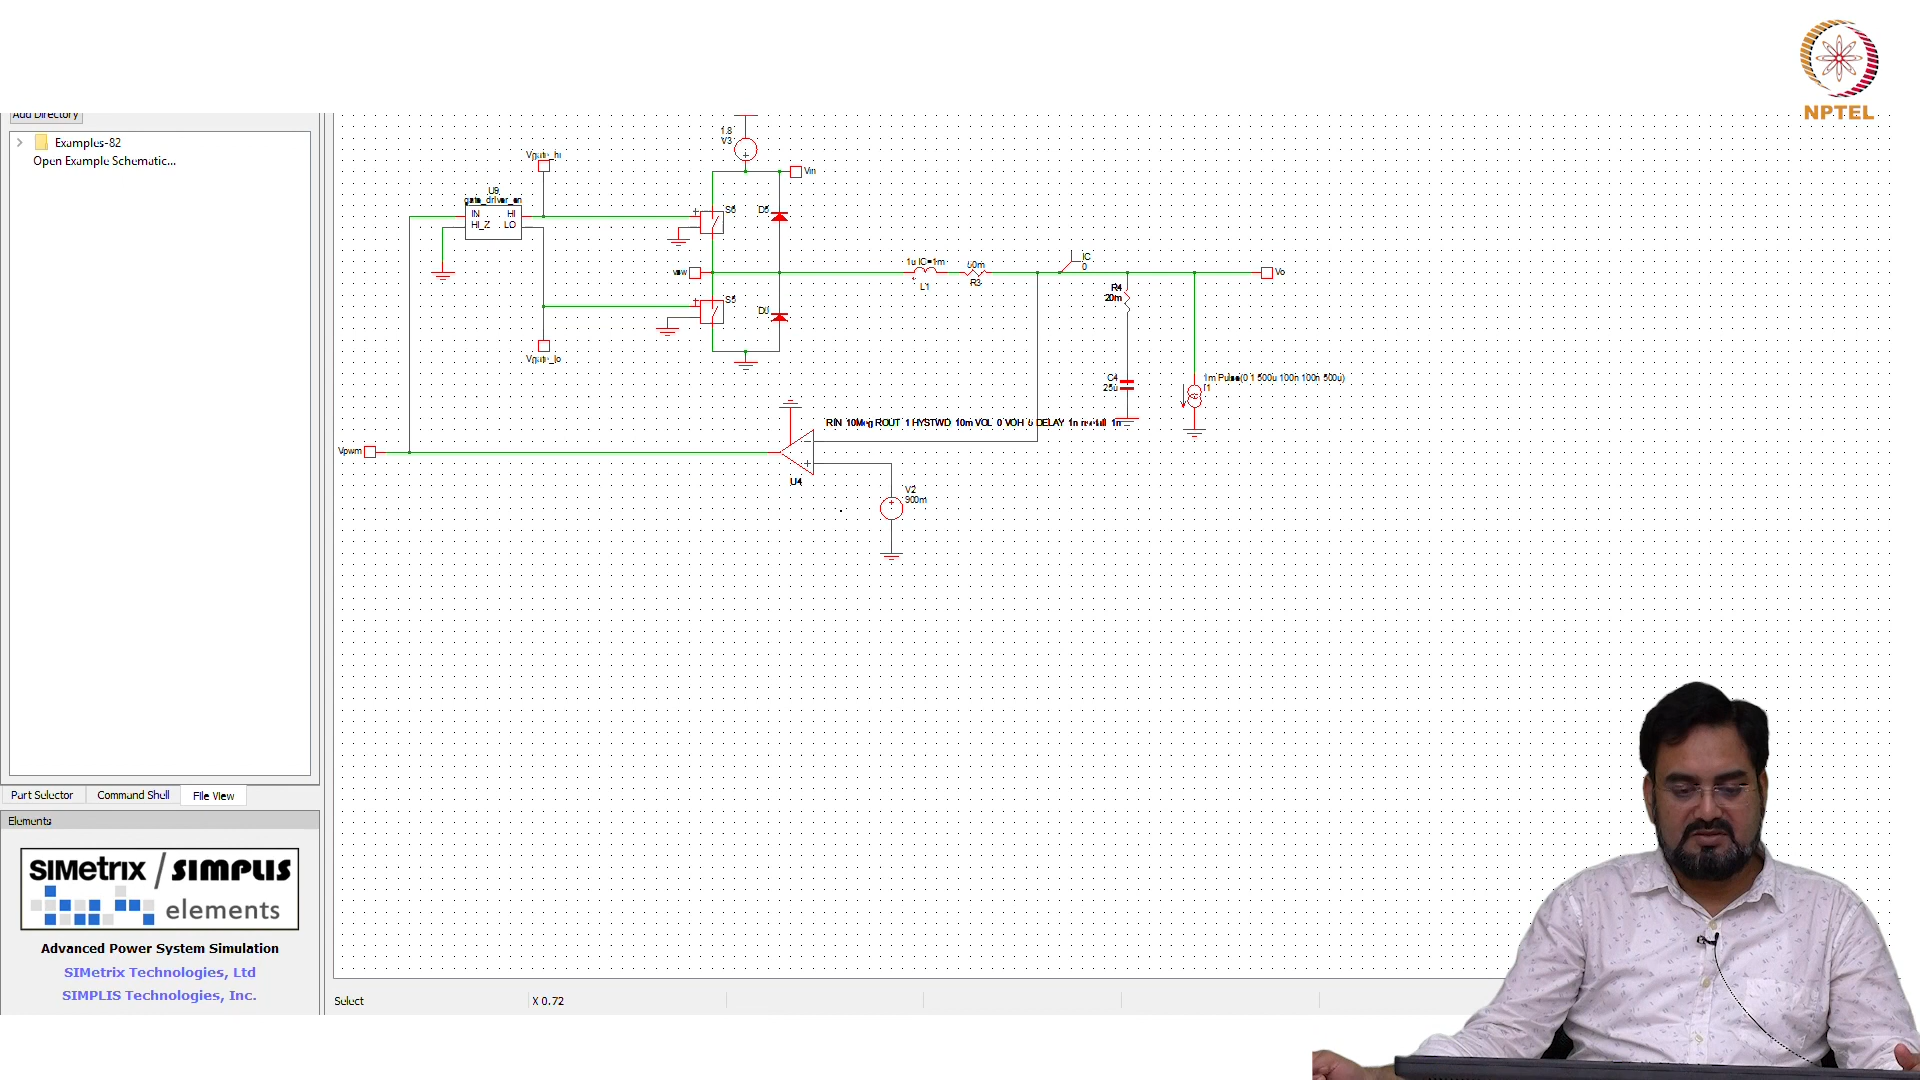 NPTEL
Add Directory
Examples-82
Open Example Schematic...
Vgate_hi
U9
gate_driver_en
IN HI
HI_Z LO
Vgate_lo
1.8
V3
Vin
S6
D5
vsw
S5
1u IC=1m
L1
50m
R3
IC
0
Vo
R4
20m
C4
25u
1m Pulse(0 1 500u 100n 100n 500u)
I1
RIN 10Meg ROUT 1 HYSTWD 10m VOL 0 VOH 5 DELAY 1n
Vpwm
U4
V2
900m
Part Selector Command Shell File View
Elements
SIMetrix / SIMPLIS
elements
Advanced Power System Simulation
SIMetrix Technologies, Ltd
SIMPLIS Technologies, Inc.
Select X 0.72